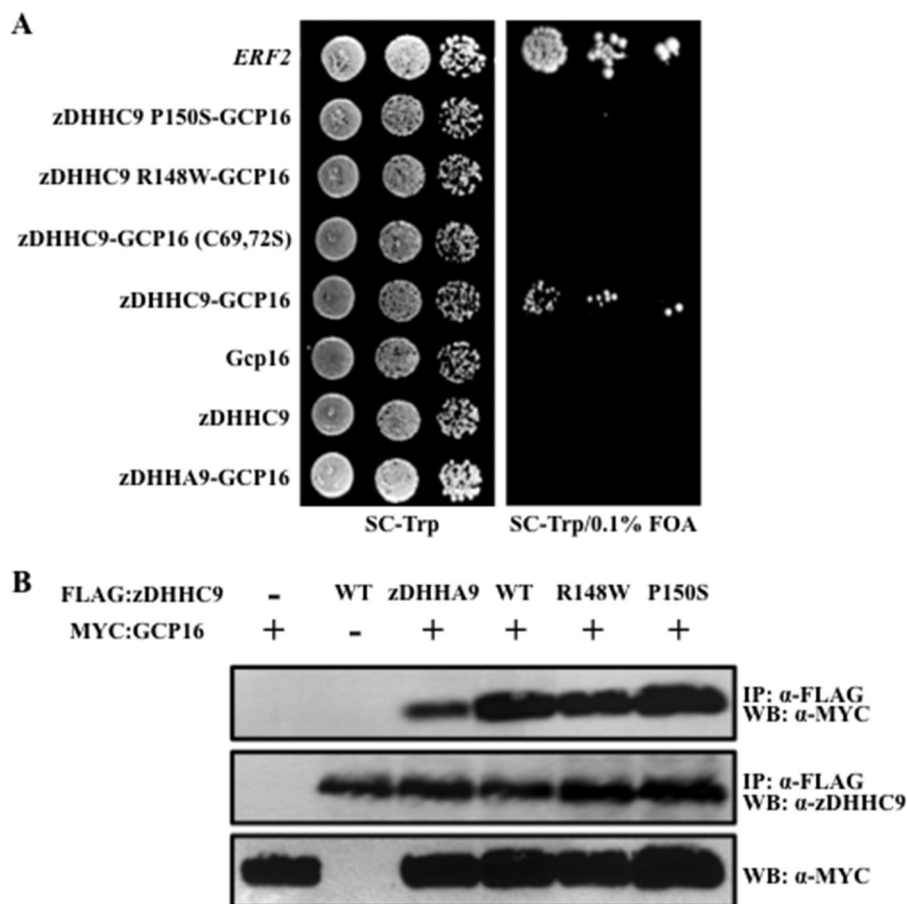 A
ERF2
zDHHC9 P150S-GCP16
zDHHC9 R148W-GCP16
zDHHC9-GCP16 (C69,72S)
zDHHC9-GCP16
Gcp16
zDHHC9
zDHHA9-GCP16
SC-Trp SC-Trp/0.1% FOA
B
FLAG:zDHHC9 - WT zDHHA9 WT R148W P150S
MYC:GCP16 + - + + + +
IP: α-FLAG
WB: α-MYC
IP: α-FLAG
WB: α-zDHHC9
WB: α-MYC